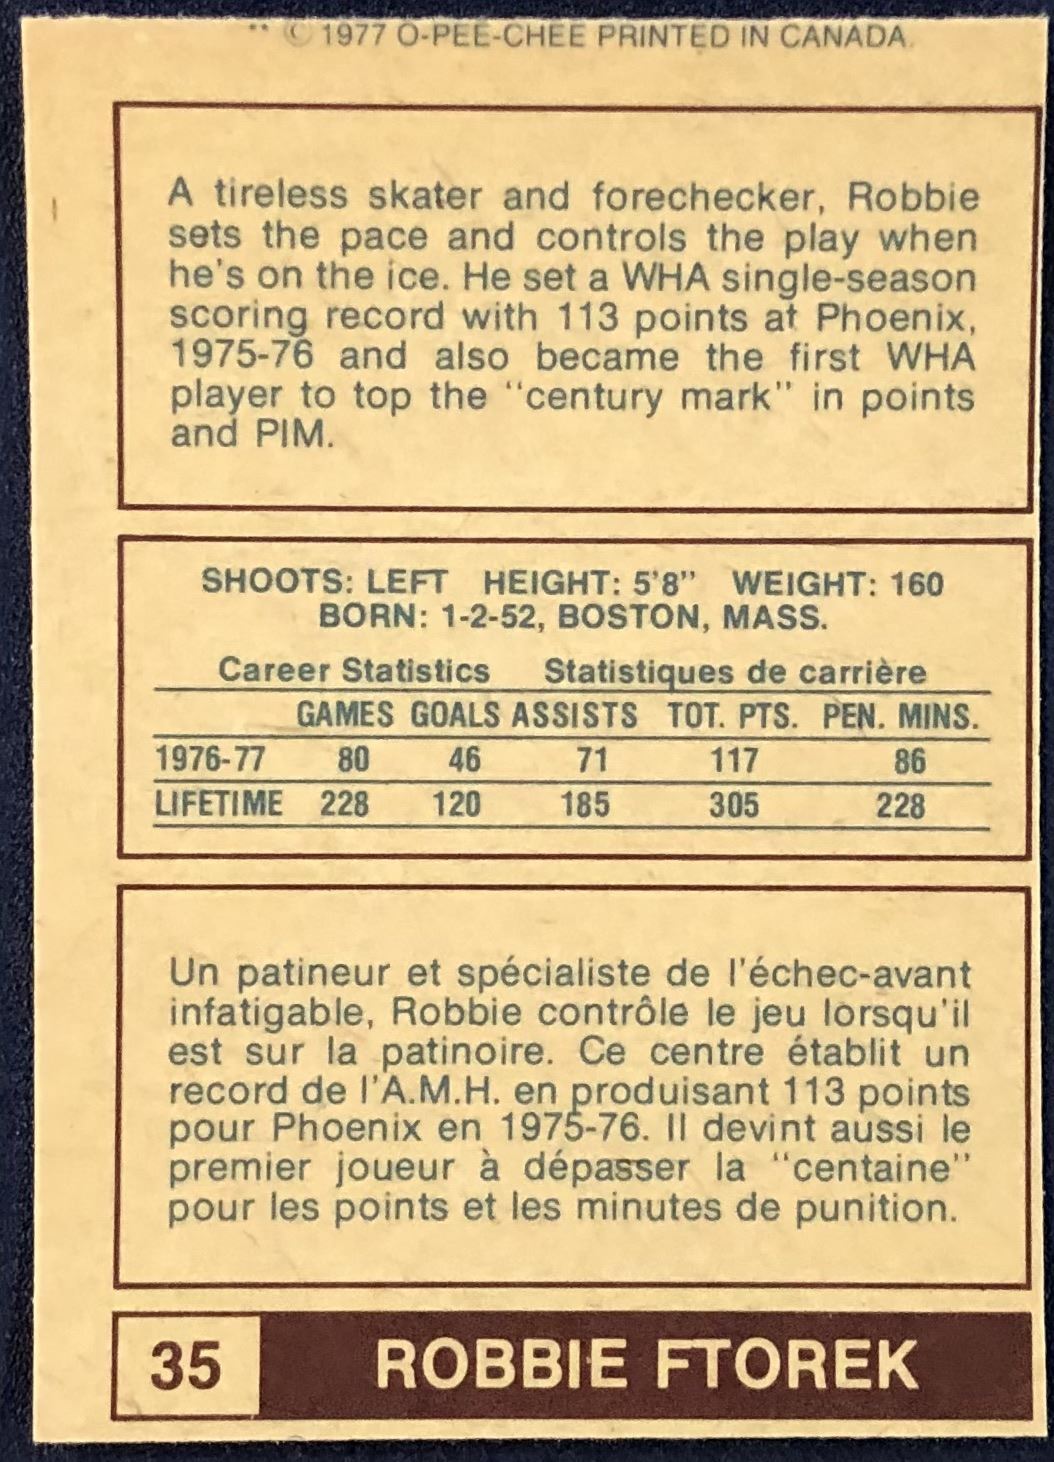 ** © 1977 O-PEE-CHEE PRINTED IN CANADA
A tireless skater and forechecker, Robbie
sets the pace and controls the play when
he's on the ice. He set a WHA single-season
scoring record with 113 points at Phoenix,
1975-76 and also became the first WHA
player to top the "century mark" in points
and PIM.
SHOOTS: LEFT HEIGHT: 5'8" WEIGHT: 160
BORN: 1-2-52, BOSTON, MASS.
Career Statistics Statistiques de carrière
GAMES GOALS ASSISTS TOT. PTS. PEN. MINS.
1976-77 80 46 71 117 86
LIFETIME 228 120 185 305 228
Un patineur et spécialiste de l'échec-avant
infatigable, Robbie contrôle le jeu lorsqu'il
est sur la patinoire. Ce centre établit un
record de l'A.M.H. en produisant 113 points
pour Phoenix en 1975-76. Il devint aussi le
premier joueur à dépasser la "centaine"
pour les points et les minutes de punition.
35 ROBBIE FTOREK